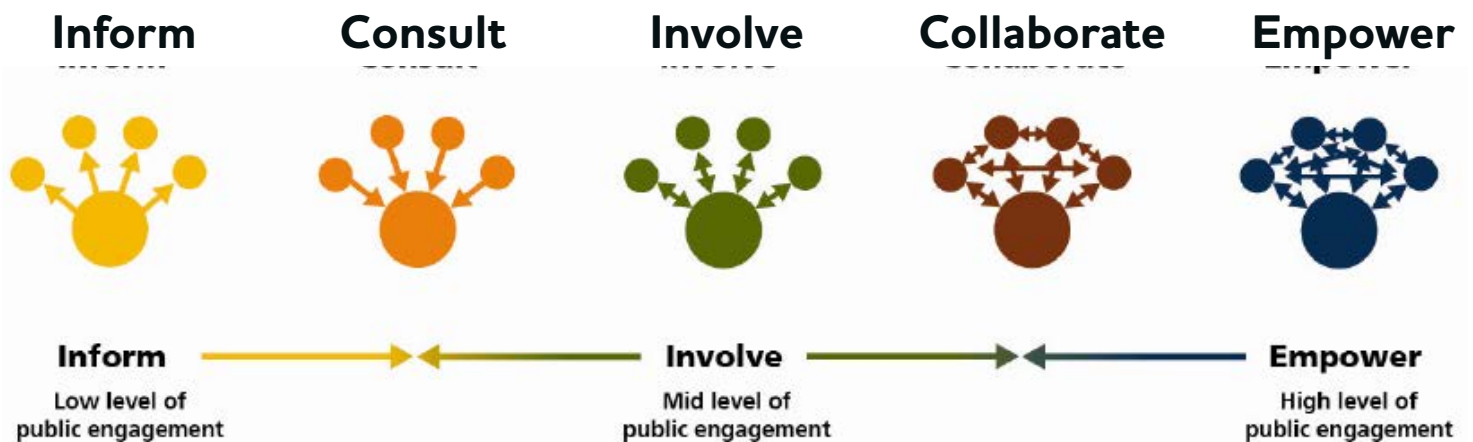 Inform Consult Involve Collaborate Empower
Inform Involve Empower
Low level of Mid level of High level of
public engagement public engagement public engagement